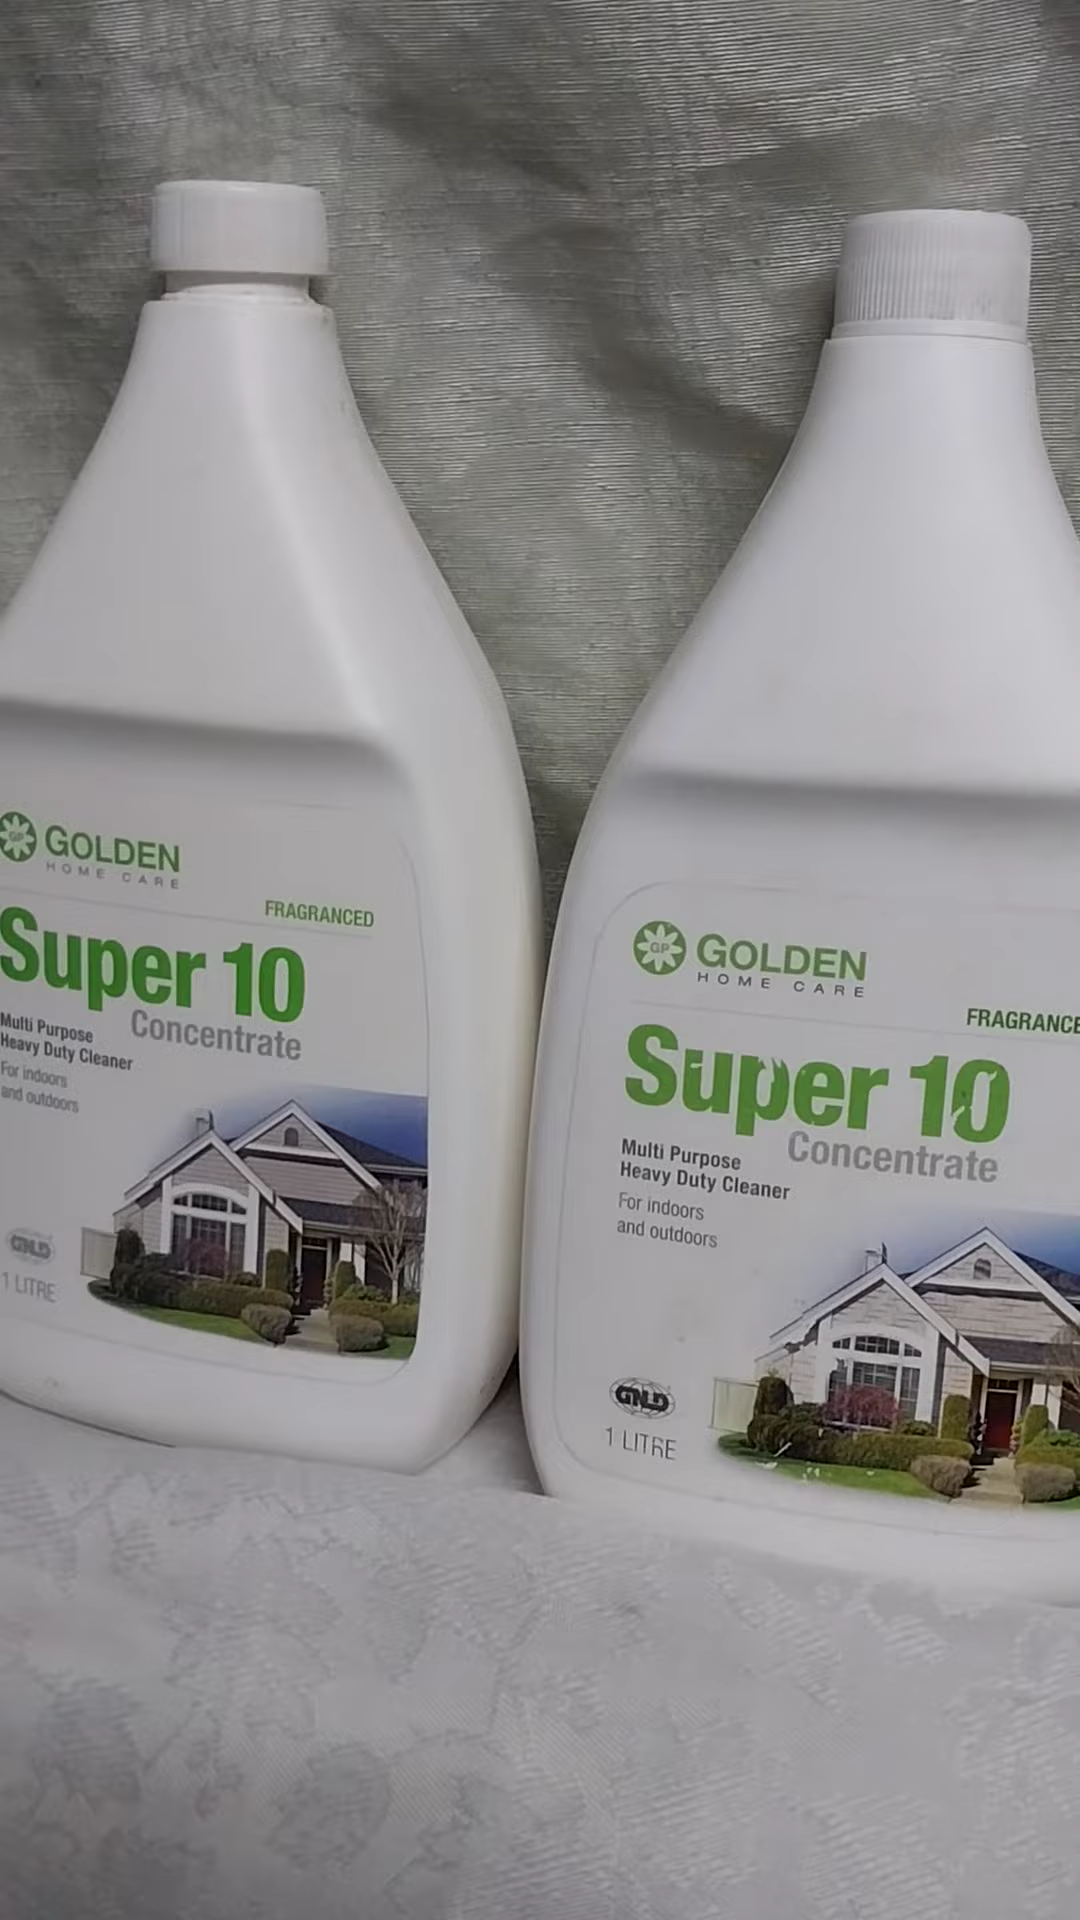 GP GOLDEN
HOME CARE
FRAGRANCED
Super 10
Concentrate
Multi Purpose
Heavy Duty Cleaner
For indoors
and outdoors
GNLD
1 LITRE
GP GOLDEN
HOME CARE
FRAGRANCE
Super 10
Concentrate
Multi Purpose
Heavy Duty Cleaner
For indoors
and outdoors
GNLD
1 LITRE